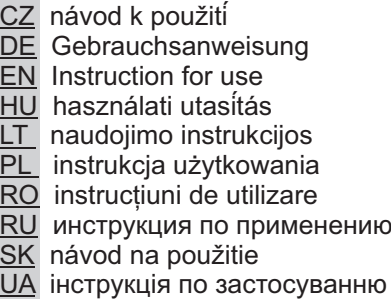 CZ návod k použití
DE Gebrauchsanweisung
EN Instruction for use
HU használati utasítás
LT naudojimo instrukcijos
PL instrukcja użytkowania
RO instrucțiuni de utilizare
RU инструкция по применению
SK návod na použitie
UA інструкція по застосуванню